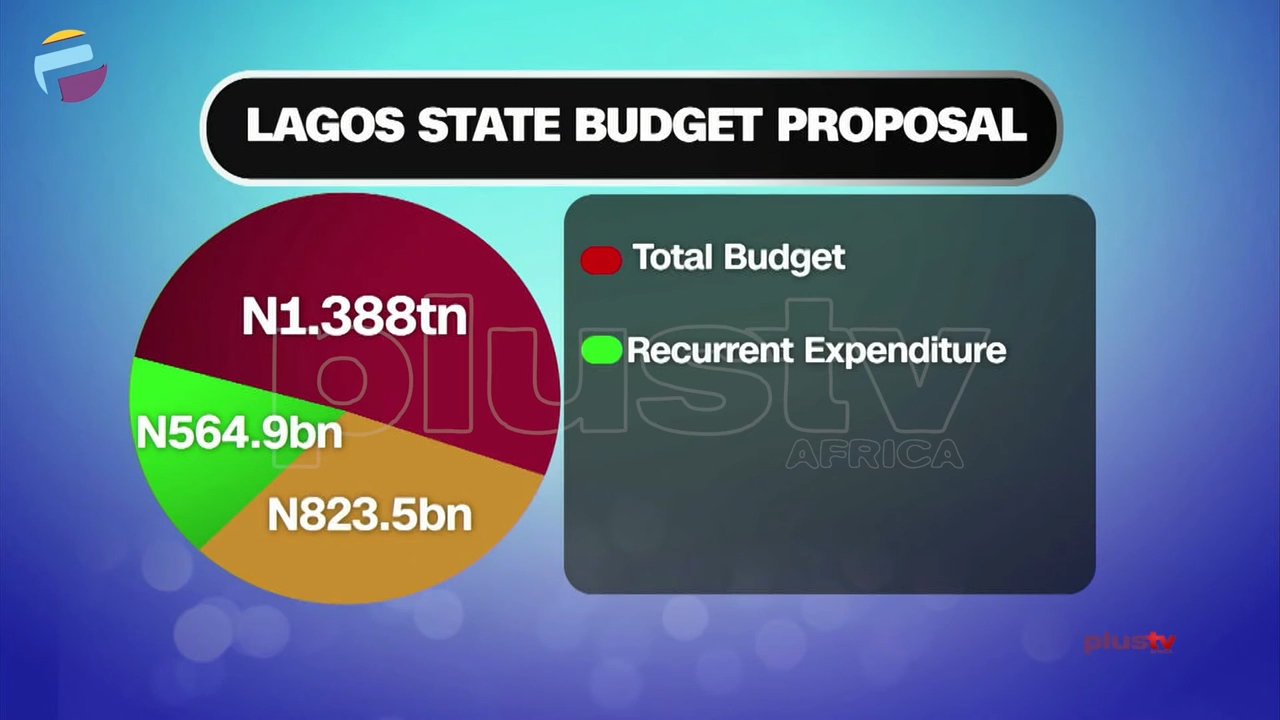 LAGOS STATE BUDGET PROPOSAL
N1.388tn
N564.9bn
N823.5bn
Total Budget
Recurrent Expenditure
plustv
AFRICA
plustv